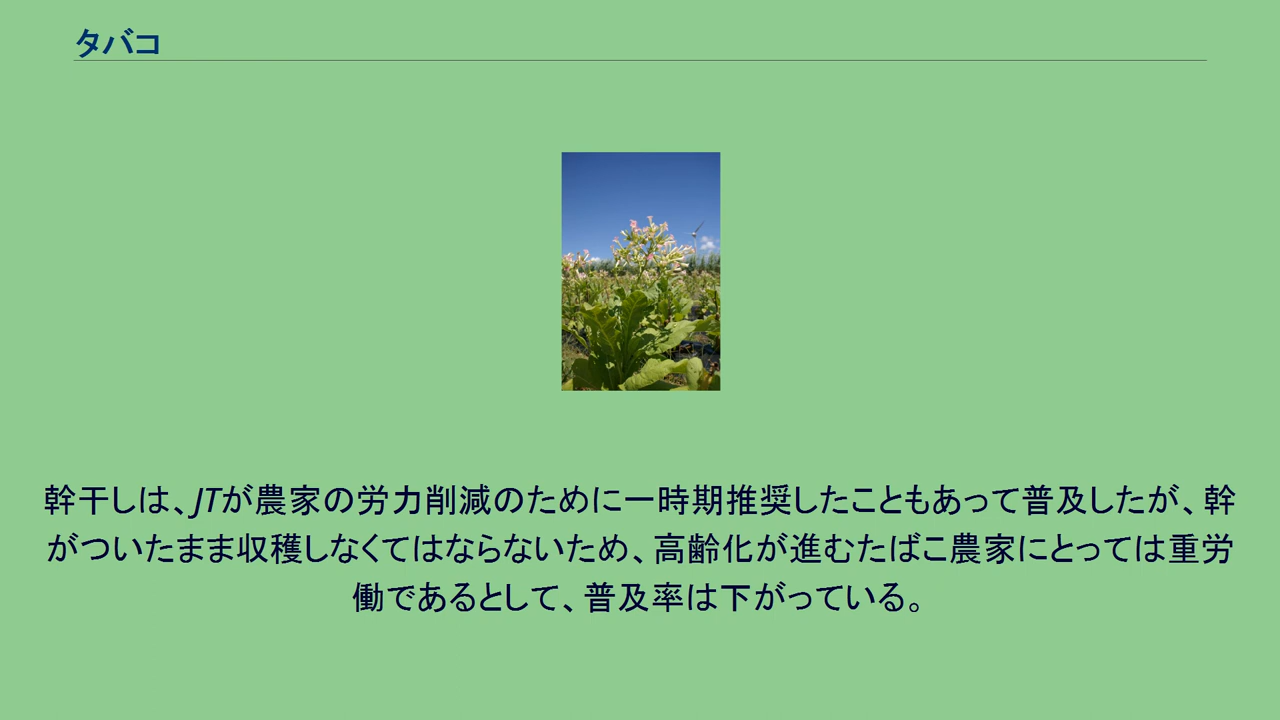 タバコ
幹干しは、JTが農家の労力削減のために一時期推奨したこともあって普及したが、幹
がついたまま収穫しなくてはならないため、高齢化が進むたばこ農家にとっては重労
働であるとして、普及率は下がっている。